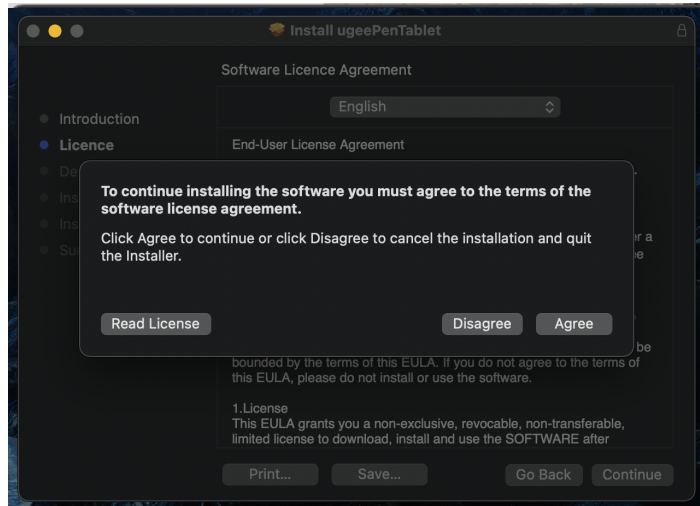 Install ugeePenTablet
Software Licence Agreement
English
Introduction
Licence
De
Ins
Ins
Su
End-User License Agreement
To continue installing the software you must agree to the terms of the
software license agreement.
Click Agree to continue or click Disagree to cancel the installation and quit
the Installer.
Read License
Disagree
Agree
er a
be
bounded by the terms of this EULA. If you do not agree to the terms of
this EULA, please do not install or use the software.
1.License
This EULA grants you a non-exclusive, revocable, non-transferable,
limited license to download, install and use the SOFTWARE after
Print...
Save...
Go Back
Continue